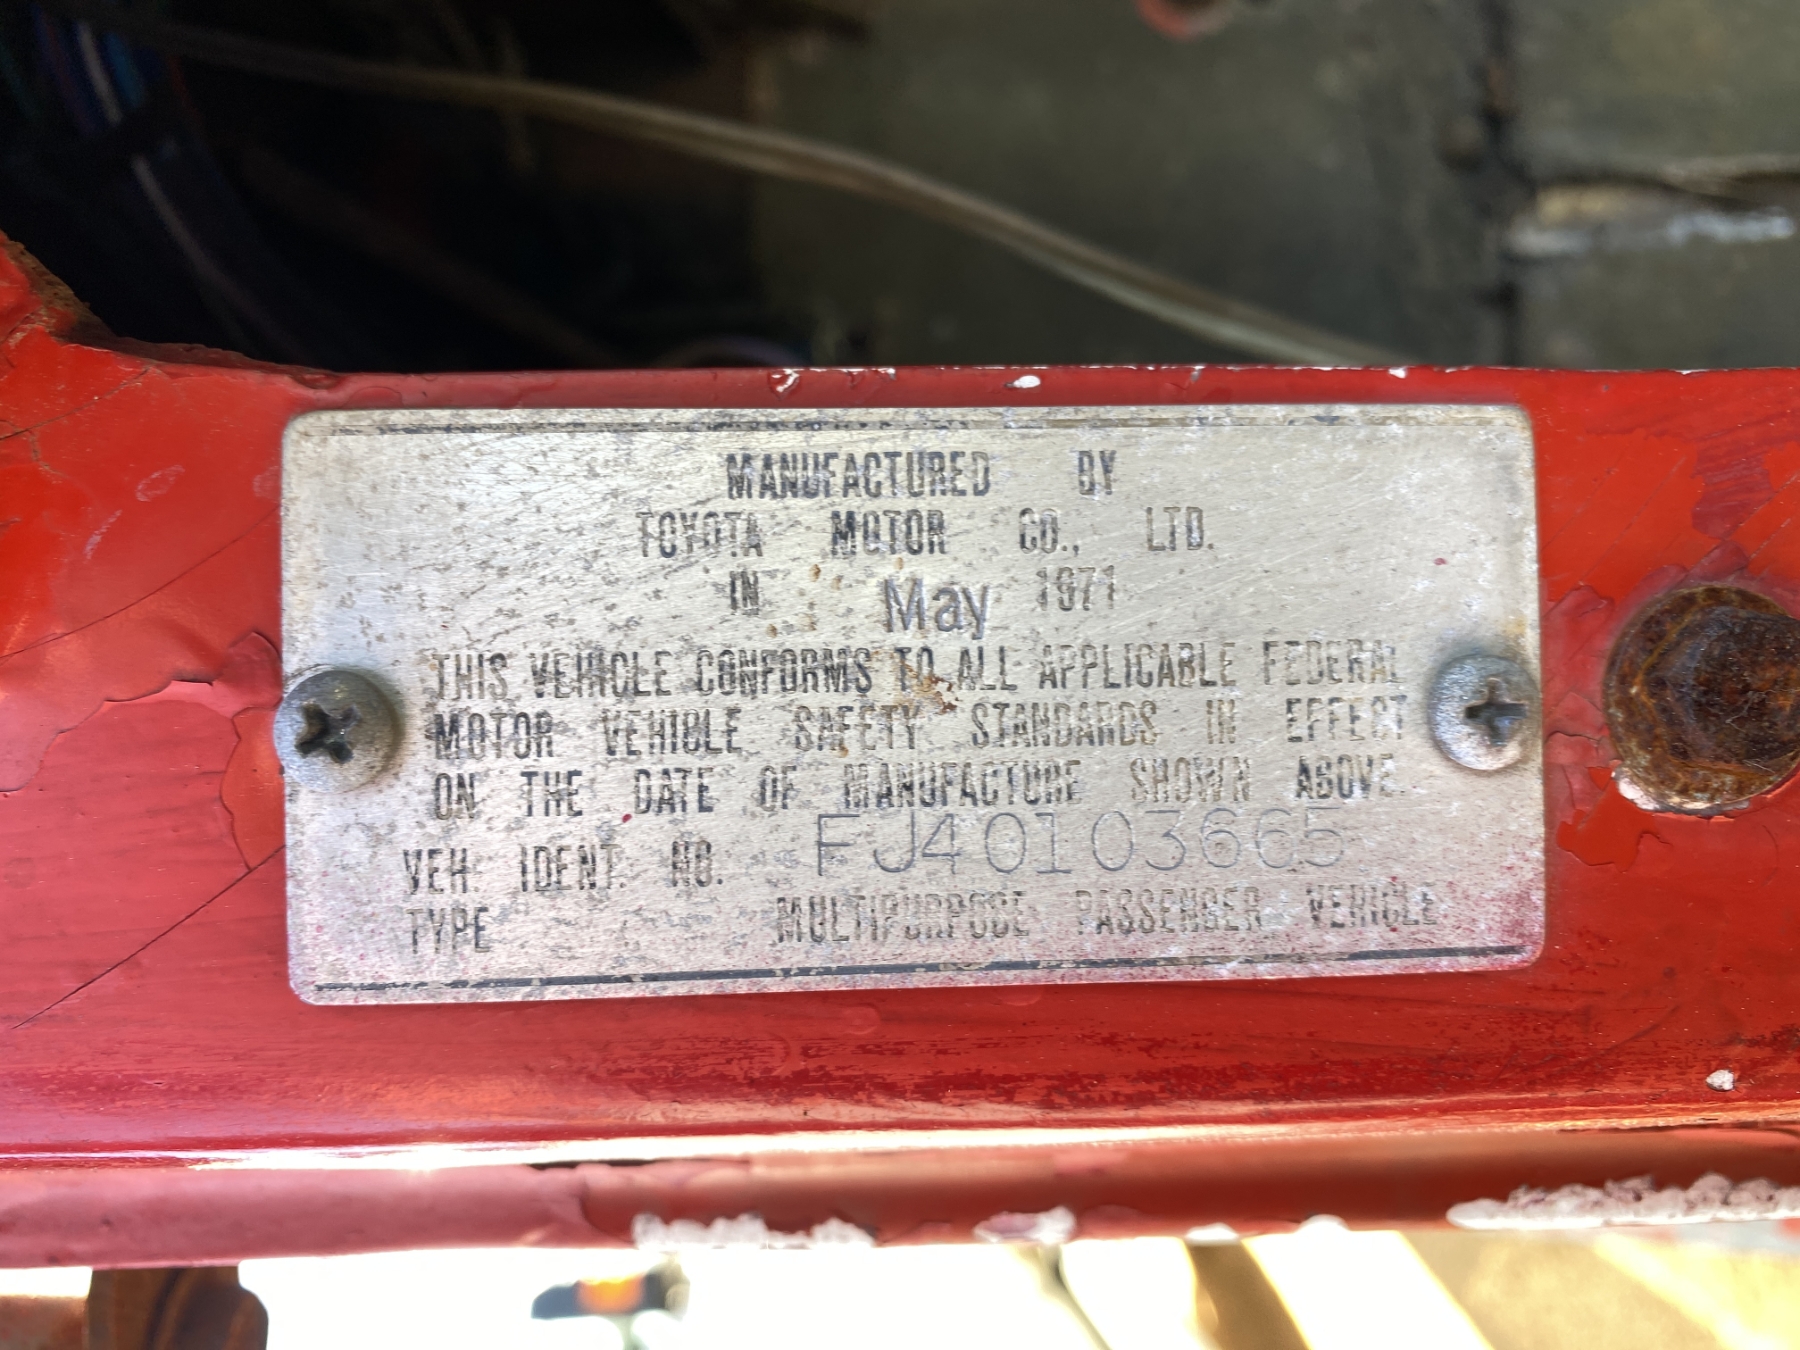 MANUFACTURED BY
TOYOTA MOTOR CO., LTD.
IN May 1971
THIS VEHICLE CONFORMS TO ALL APPLICABLE FEDERAL
MOTOR VEHICLE SAFETY STANDARDS IN EFFECT
ON THE DATE OF MANUFACTURE SHOWN ABOVE.
VEH. IDENT. NO. FJ40103665
TYPE MULTIPURPOSE PASSENGER VEHICLE